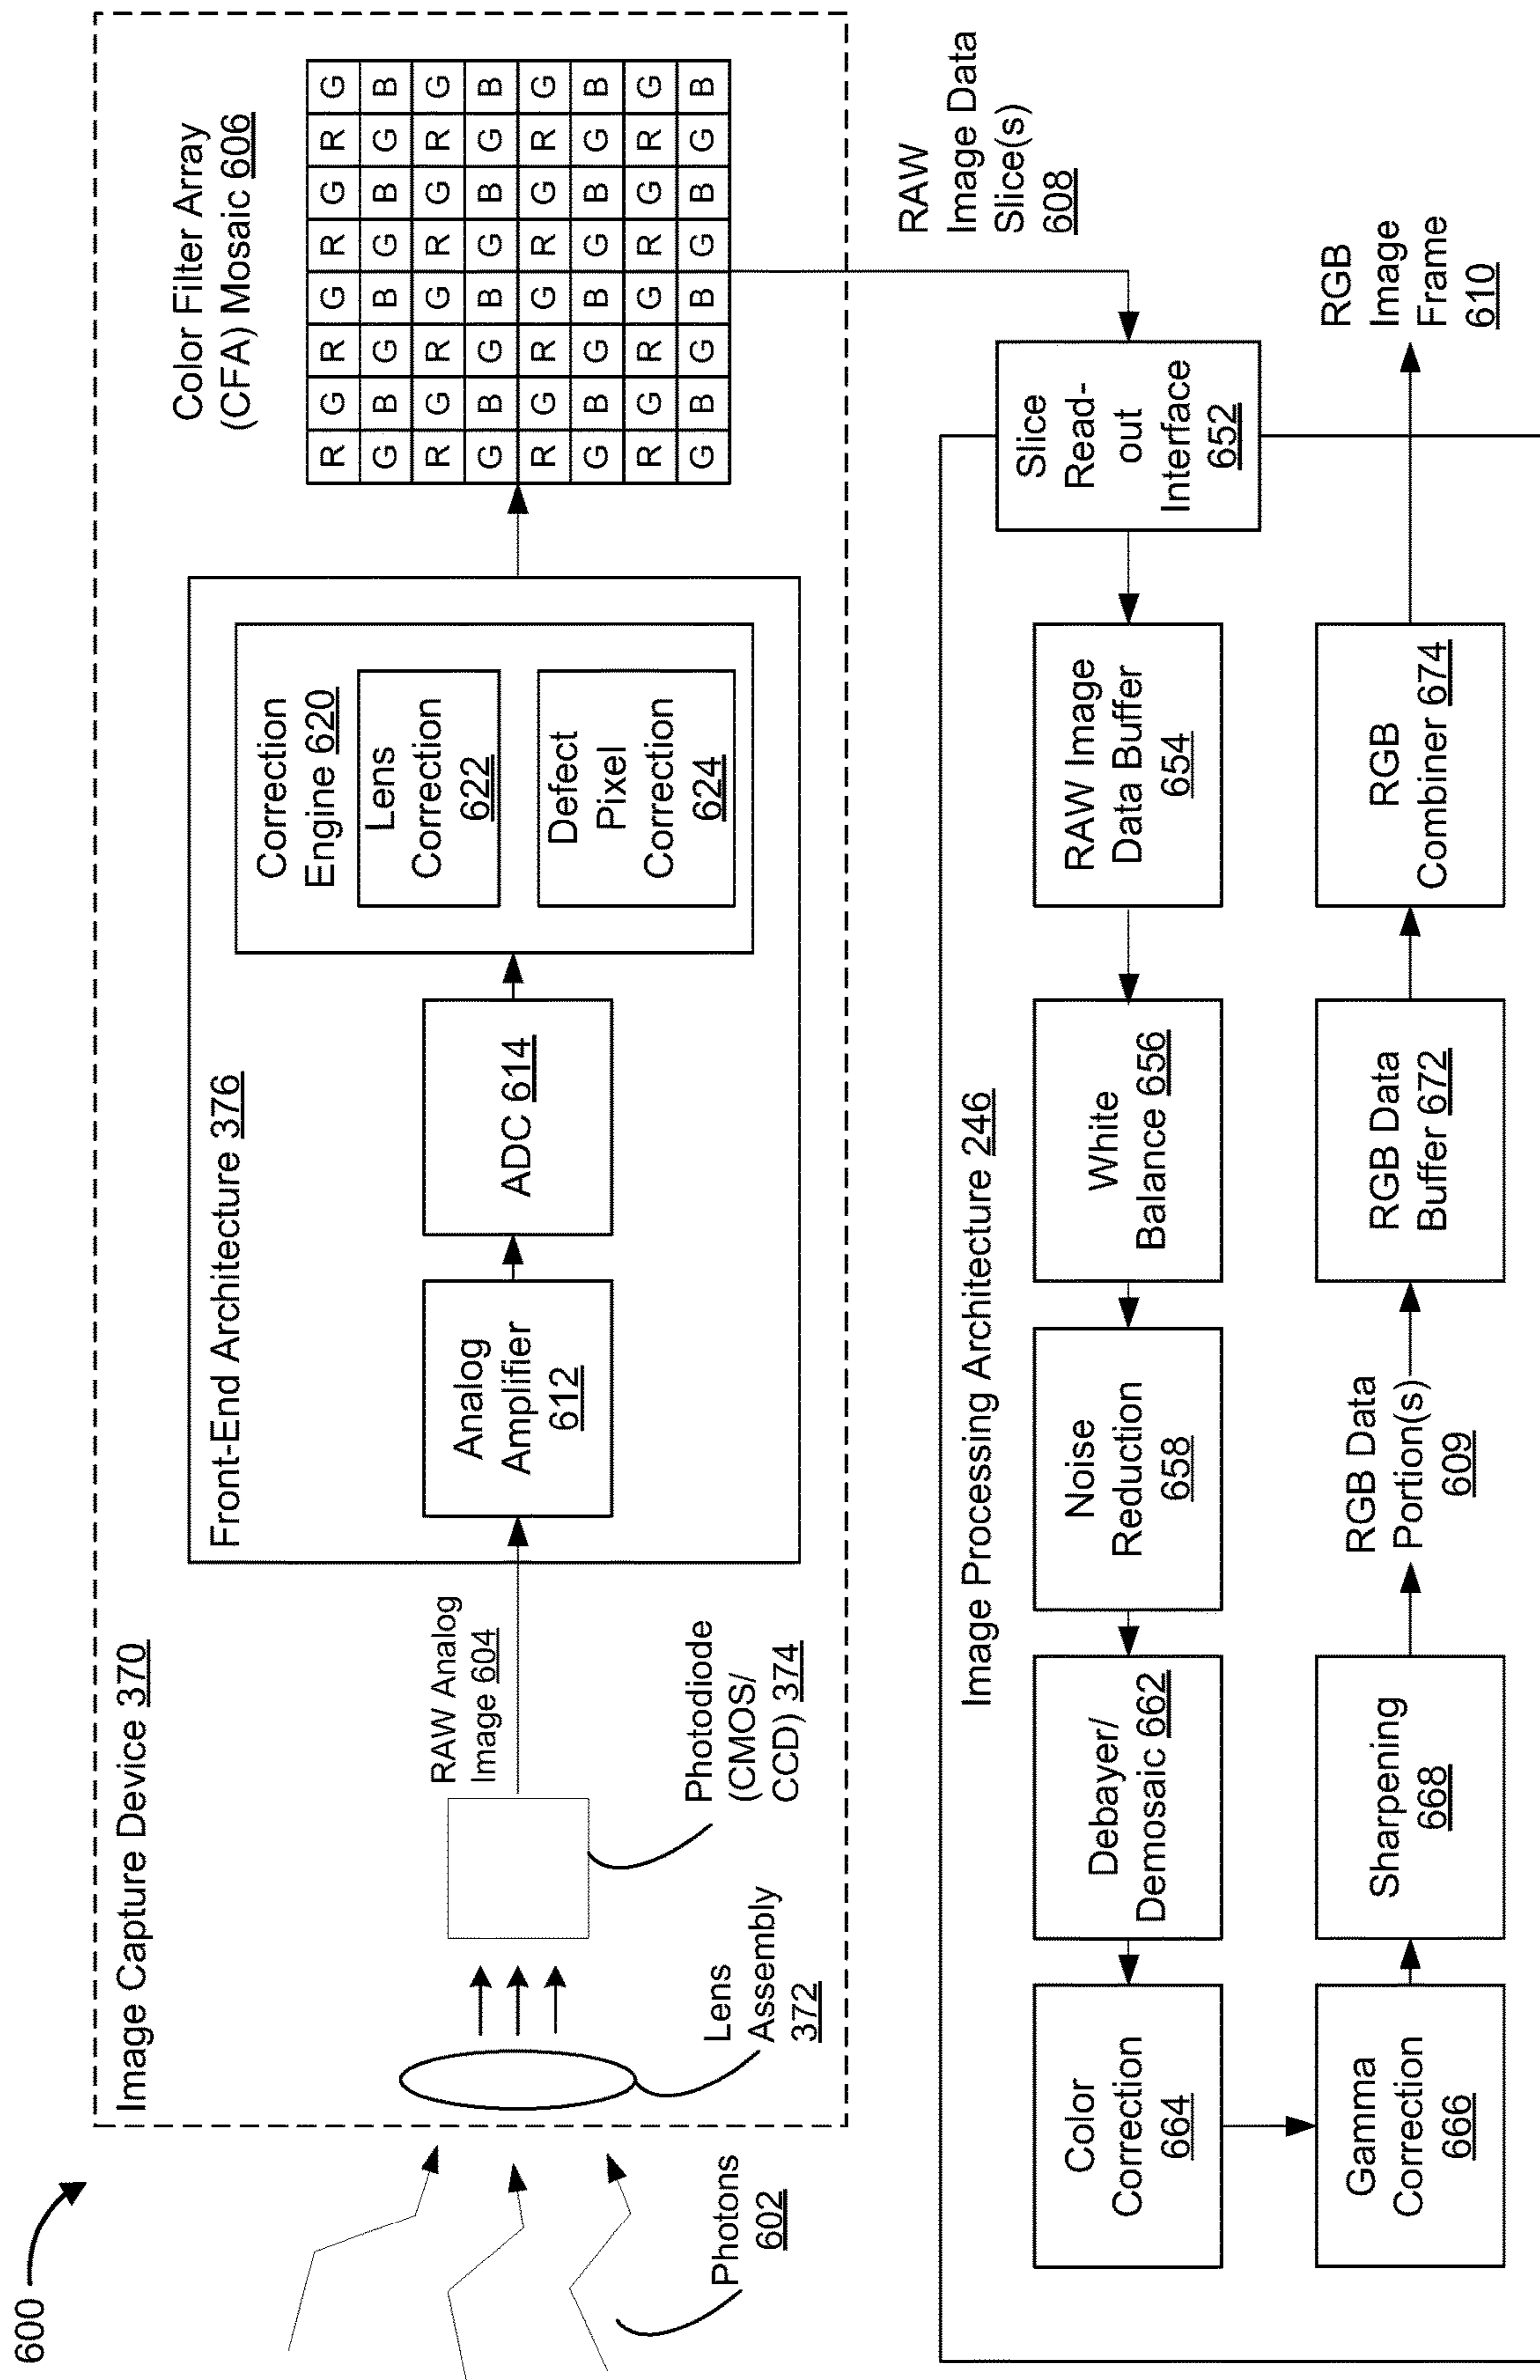 600
Image Capture Device 370
Color Filter Array
(CFA) Mosaic 606
Front-End Architecture 376
Correction
Engine 620
Lens
Correction
622
Defect
Pixel
Correction
624
RAW Analog
Image 604
Analog
Amplifier
612
ADC 614
R G R G R G R G
G B G B G B G B
R G R G R G R G
G B G B G B G B
R G R G R G R G
G B G B G B G B
R G R G R G R G
G B G B G B G B
Photons
602
Lens
Assembly
372
Photodiode
(CMOS/
CCD) 374
RAW
Image Data
Slice(s)
608
Image Processing Architecture 246
Slice
Read-
out
Interface
652
RAW Image
Data Buffer
654
White
Balance 656
Noise
Reduction
658
Debayer/
Demosaic 662
Color
Correction
664
Gamma
Correction
666
Sharpening
668
RGB Data
Portion(s)
609
RGB Data
Buffer 672
RGB
Combiner 674
RGB
Image
Frame
610